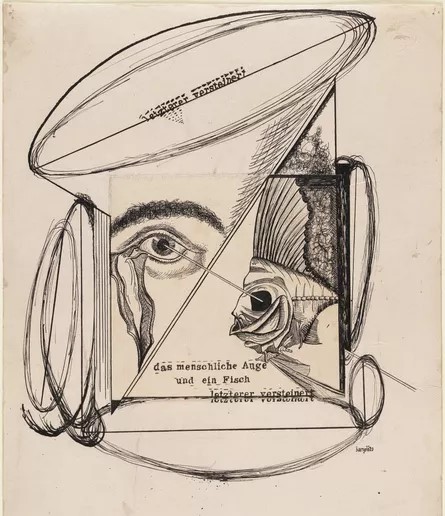 letzterer versteinert
das menschliche Auge
und ein Fisch
letzterer versteinert